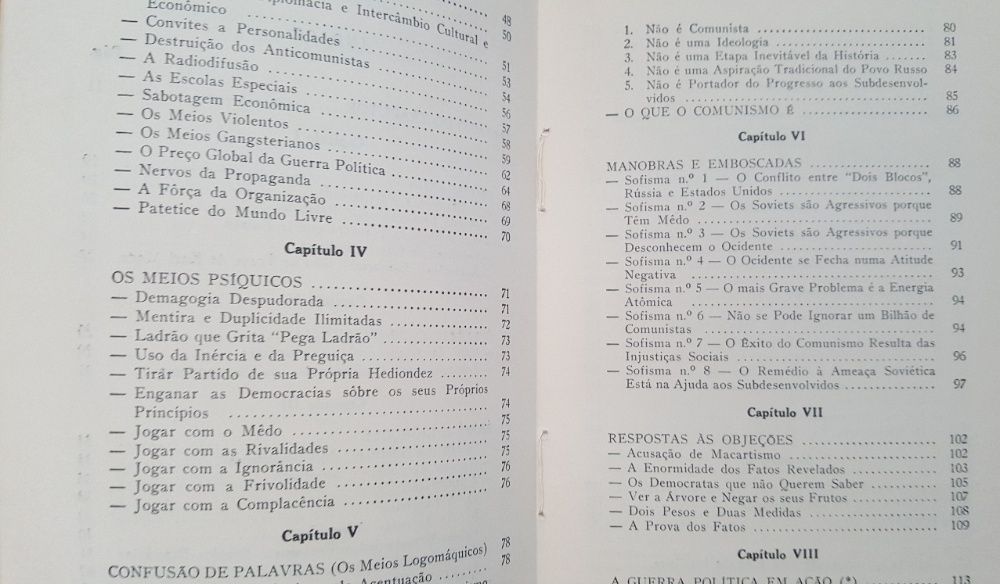 Diplomacia e Intercâmbio Cultural e
Econômico 48
— Convites a Personalidades 50
— Destruição dos Anticomunistas 51
— A Radiodifusão 53
— As Escolas Especiais 54
— Sabotagem Econômica 56
— Os Meios Violentos 57
— Os Meios Gangsterianos 58
— O Preço Global da Guerra Política 59
— Nervos da Propaganda 62
— A Fôrça da Organização 64
— Patetice do Mundo Livre 68
69
70
Capítulo IV
OS MEIOS PSÍQUICOS 71
— Demagogia Despudorada 71
— Mentira e Duplicidade Ilimitadas 72
— Ladrão que Grita "Pega Ladrão" 73
— Uso da Inércia e da Preguiça 73
— Tirar Partido de sua Própria Hediondez 74
— Enganar as Democracias sôbre os seus Próprios
Princípios 74
— Jogar com o Mêdo 75
— Jogar com as Rivalidades 75
— Jogar com a Ignorância 75
— Jogar com a Frivolidade 76
— Jogar com a Complacência 76
Capítulo V
CONFUSÃO DE PALAVRAS (Os Meios Logomáquicos) 78
Acentuação 78
1. Não é Comunista 80
2. Não é uma Ideologia 81
3. Não é uma Etapa Inevitável da História 83
4. Não é uma Aspiração Tradicional do Povo Russo 84
5. Não é Portador do Progresso aos Subdesenvol-
vidos 85
— O QUE O COMUNISMO É 86
Capítulo VI
MANOBRAS E EMBOSCADAS 88
— Sofisma n.º 1 — O Conflito entre "Dois Blocos",
Rússia e Estados Unidos 88
— Sofisma n.º 2 — Os Soviets são Agressivos porque
Têm Mêdo 89
— Sofisma n.º 3 — Os Soviets são Agressivos porque
Desconhecem o Ocidente 91
— Sofisma n.º 4 — O Ocidente se Fecha numa Atitude
Negativa 93
— Sofisma n.º 5 — O mais Grave Problema é a Energia
Atômica 94
— Sofisma n.º 6 — Não se Pode Ignorar um Bilhão de
Comunistas 94
— Sofisma n.º 7 — O Êxito do Comunismo Resulta das
Injustiças Sociais 96
— Sofisma n.º 8 — O Remédio à Ameaça Soviética
Está na Ajuda aos Subdesenvolvidos 97
Capítulo VII
RESPOSTAS ÀS OBJEÇÕES 102
— Acusação de Macartismo 102
— A Enormidade dos Fatos Revelados 103
— Os Democratas que não Querem Saber 105
— Ver a Árvore e Negar os seus Frutos 107
— Dois Pesos e Duas Medidas 108
— A Prova dos Fatos 109
Capítulo VIII
A GUERRA POLÍTICA EM AÇÃO (*) 113